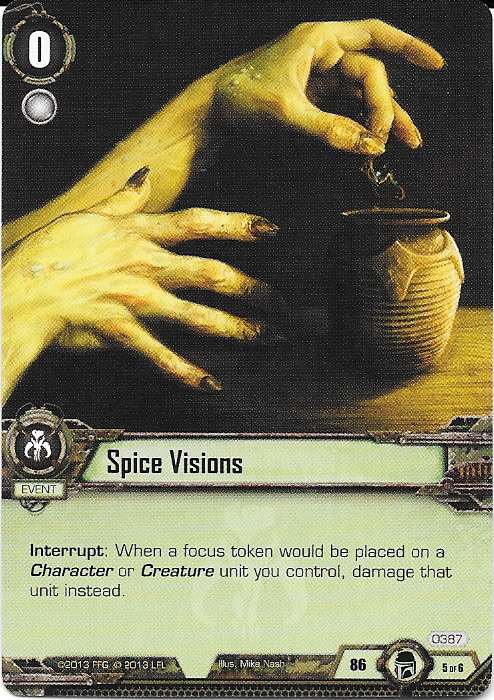 0
Spice Visions
EVENT
Interrupt: When a focus token would be placed on a
Character or Creature unit you control, damage that
unit instead.
0387
©2013 FFG © 2013 LFL
Illus. Mike Nash
86
5 OF 6